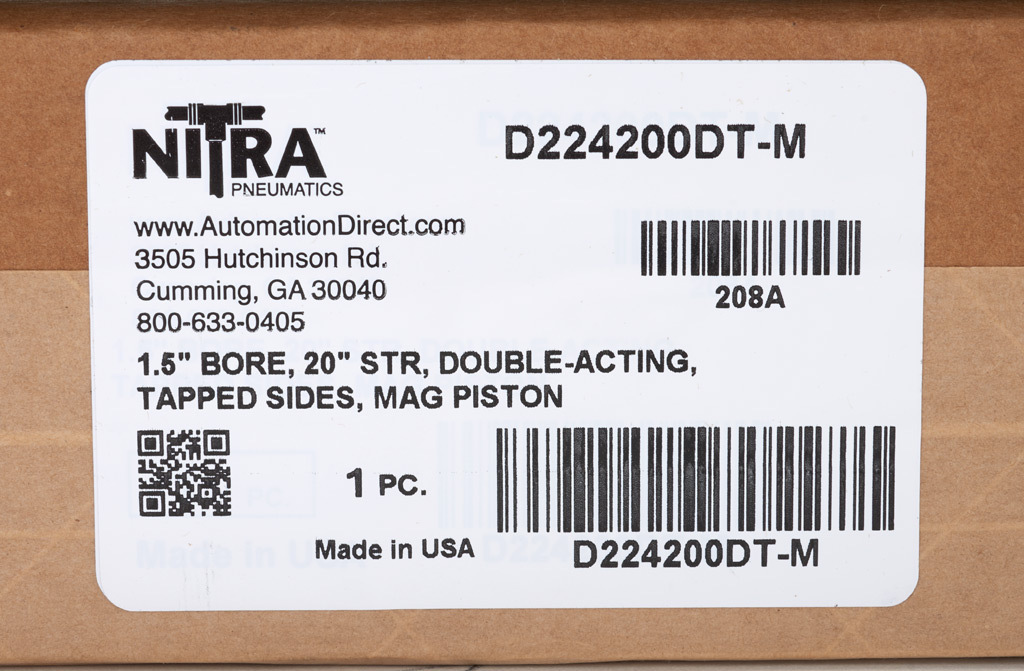 NITRA™
PNEUMATICS
D224200DT-M
www.AutomationDirect.com
3505 Hutchinson Rd.
Cumming, GA 30040
800-633-0405
208A
1.5" BORE, 20" STR, DOUBLE-ACTING,
TAPPED SIDES, MAG PISTON
1 PC.
Made in USA
D224200DT-M